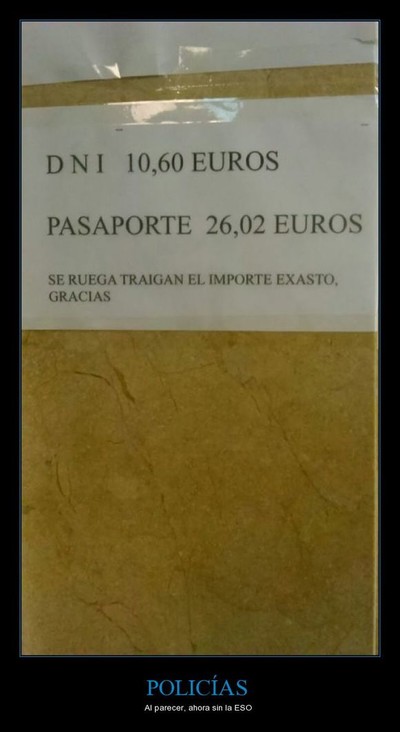 D N I 10,60 EUROS
PASAPORTE 26,02 EUROS
SE RUEGA TRAIGAN EL IMPORTE EXASTO,
GRACIAS
POLICÍAS
Al parecer, ahora sin la ESO